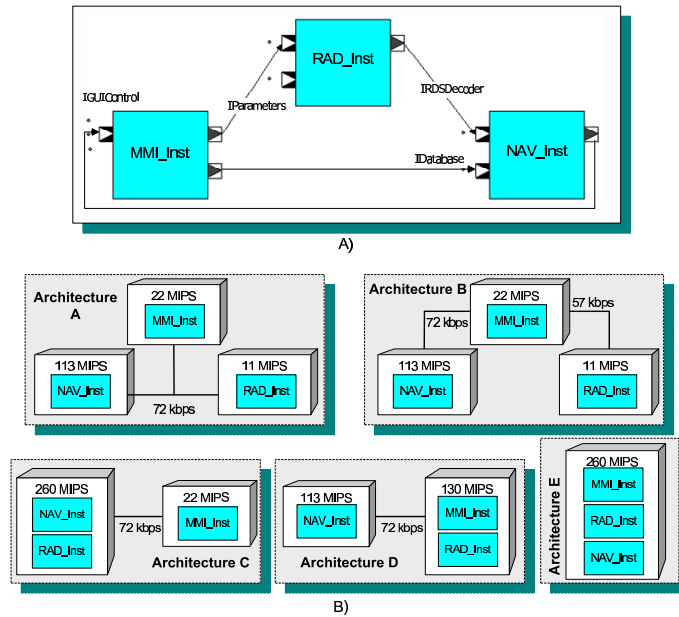 RAD_Inst
IGUIControl
IParameters
IRDSDecoder
MMI_Inst
NAV_Inst
IDatabase
A)
Architecture
A
22 MIPS
MMI_Inst
113 MIPS
NAV_Inst
11 MIPS
RAD_Inst
72 kbps
Architecture B
22 MIPS
MMI_Inst
57 kbps
72 kbps
113 MIPS
NAV_Inst
11 MIPS
RAD_Inst
260 MIPS
NAV_Inst
RAD_Inst
72 kbps
22 MIPS
MMI_Inst
Architecture C
113 MIPS
NAV_Inst
72 kbps
130 MIPS
MMI_Inst
RAD_Inst
Architecture D
Architecture E
260 MIPS
MMI_Inst
RAD_Inst
NAV_Inst
B)